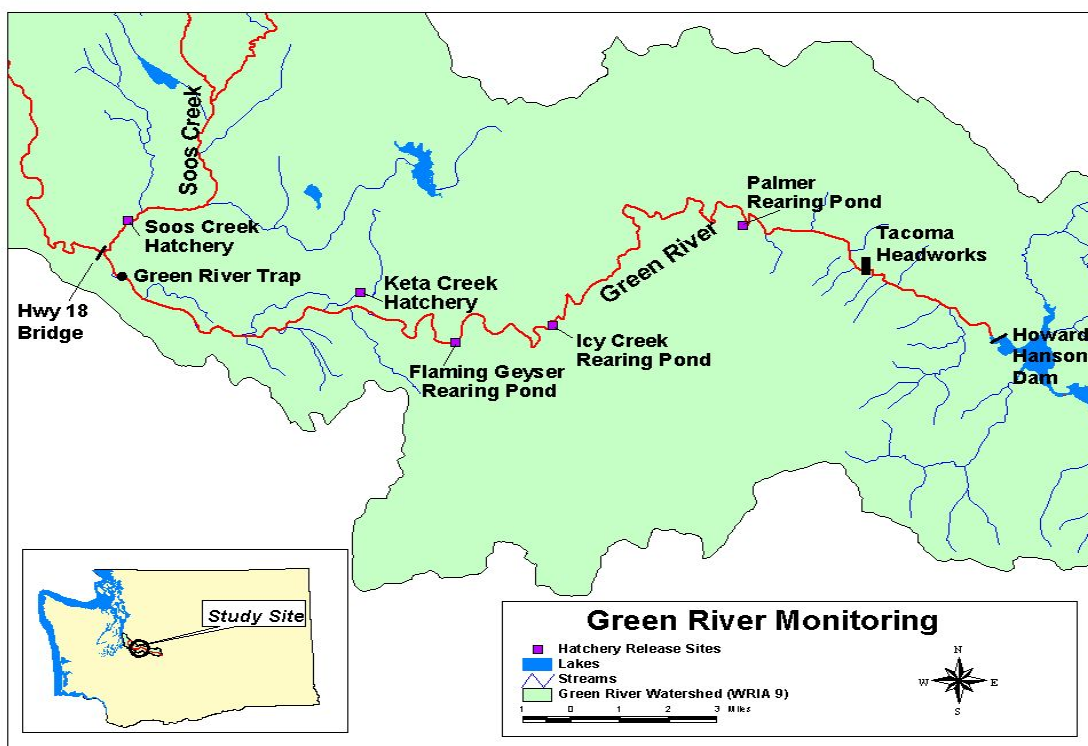 Soos Creek
Soos Creek
Hatchery
Green River Trap
Hwy 18
Bridge
Keta Creek
Hatchery
Flaming Geyser
Rearing Pond
Icy Creek
Rearing Pond
Green River
Palmer
Rearing Pond
Tacoma
Headworks
Howard
Hanson
Dam
Study Site
Green River Monitoring
Hatchery Release Sites
Lakes
Streams
Green River Watershed (WRIA 9)
1 0 1 2 3 Miles
N
W E
S